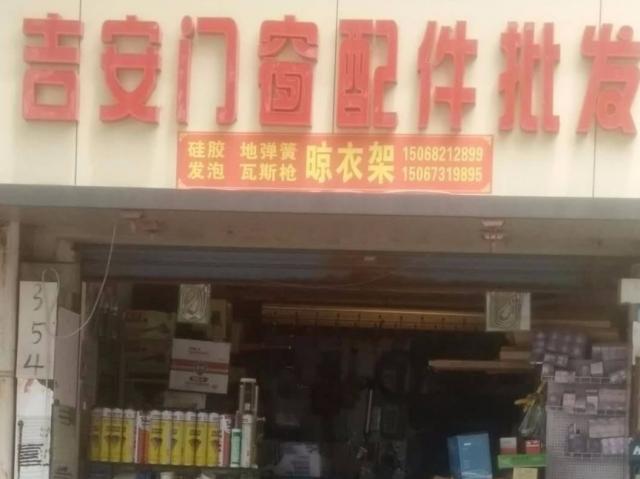 吉安门窗配件批发
硅胶 地弹簧 晾衣架 15068212899
发泡 瓦斯枪 15067319895
354